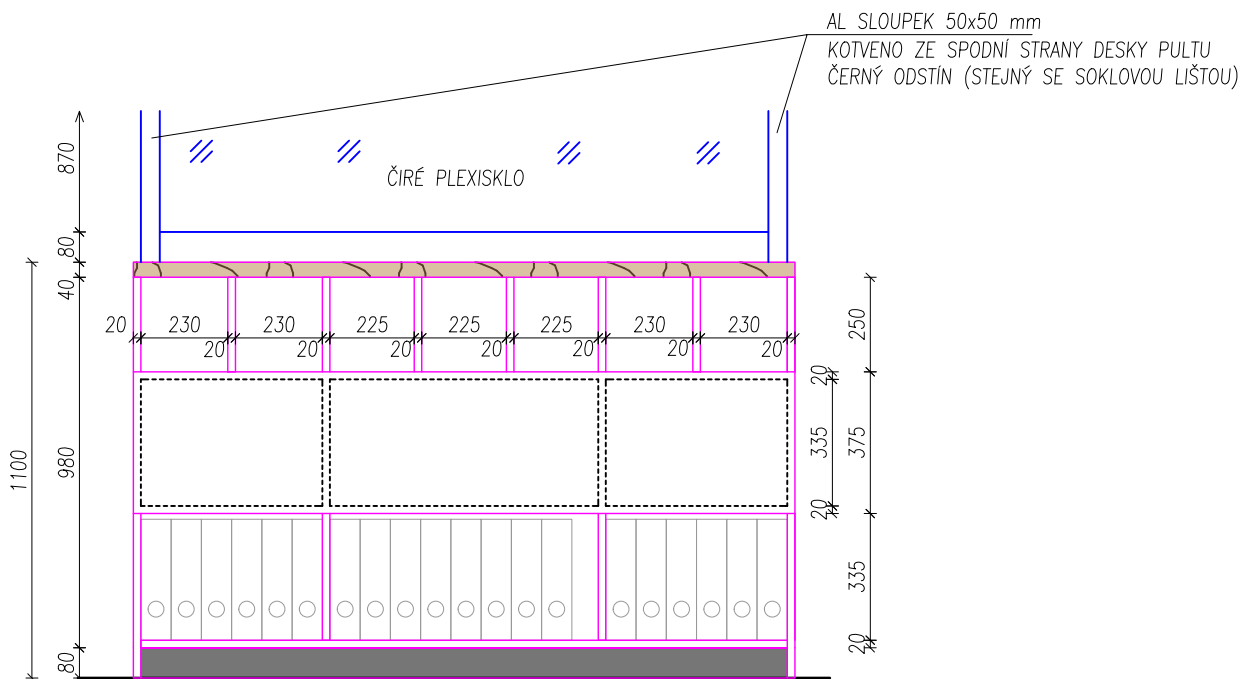 AL SLOUPEK 50x50 mm
KOTVENO ZE SPODNÍ STRANY DESKY PULTU
ČERNÝ ODSTÍN (STEJNÝ SE SOKLOVOU LIŠTOU)
870
ČIRÉ PLEXISKLO
80
40
20 230 230 225 225 225 230 230
20 20 20 20 20 20 20
250
20
335
375
20
1100
980
335
20
80